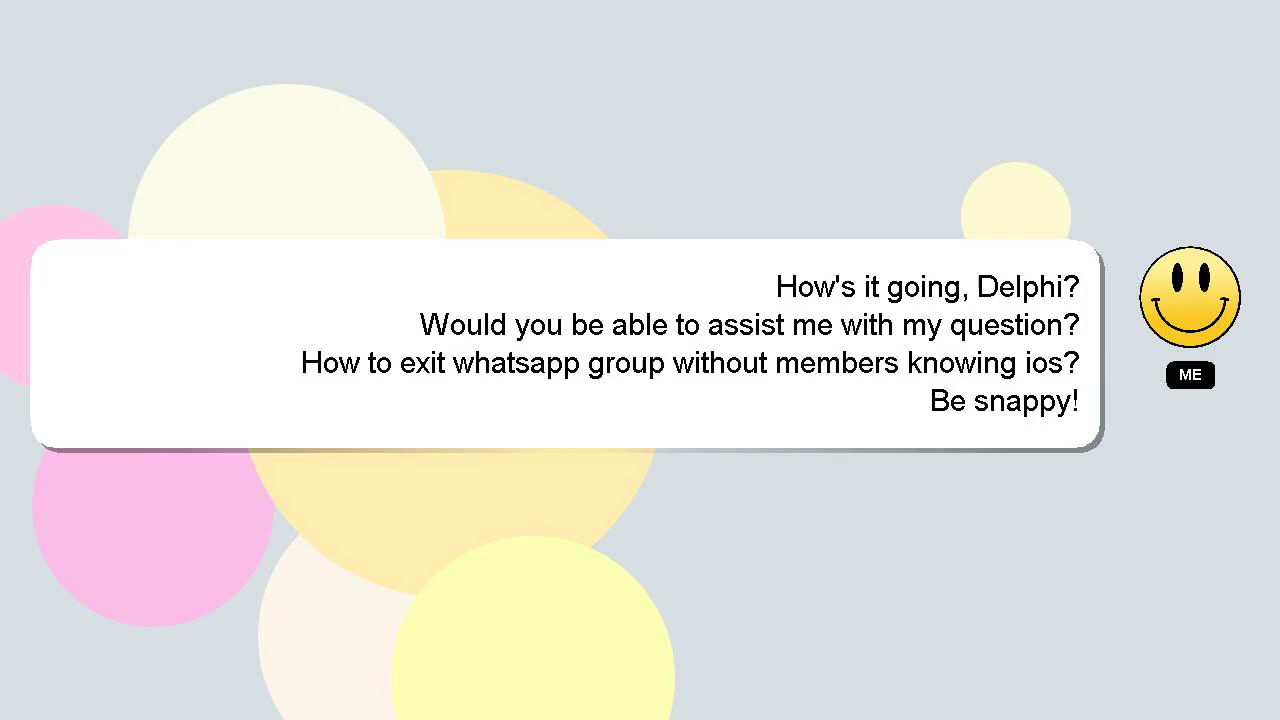 How's it going, Delphi?
Would you be able to assist me with my question?
How to exit whatsapp group without members knowing ios?
Be snappy!
ME